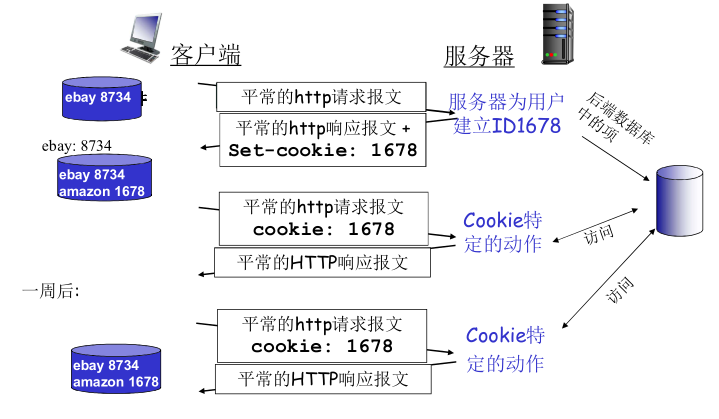 客户端
服务器
ebay 8734
平常的http请求报文
服务器为用户
建立ID1678
后端数据库
中的项
平常的http响应报文 +
Set-cookie: 1678
ebay: 8734
ebay 8734
amazon 1678
平常的http请求报文
cookie: 1678
Cookie特
定的动作
访问
平常的HTTP响应报文
一周后:
访问
平常的http请求报文
cookie: 1678
Cookie特
定的动作
ebay 8734
amazon 1678
平常的HTTP响应报文